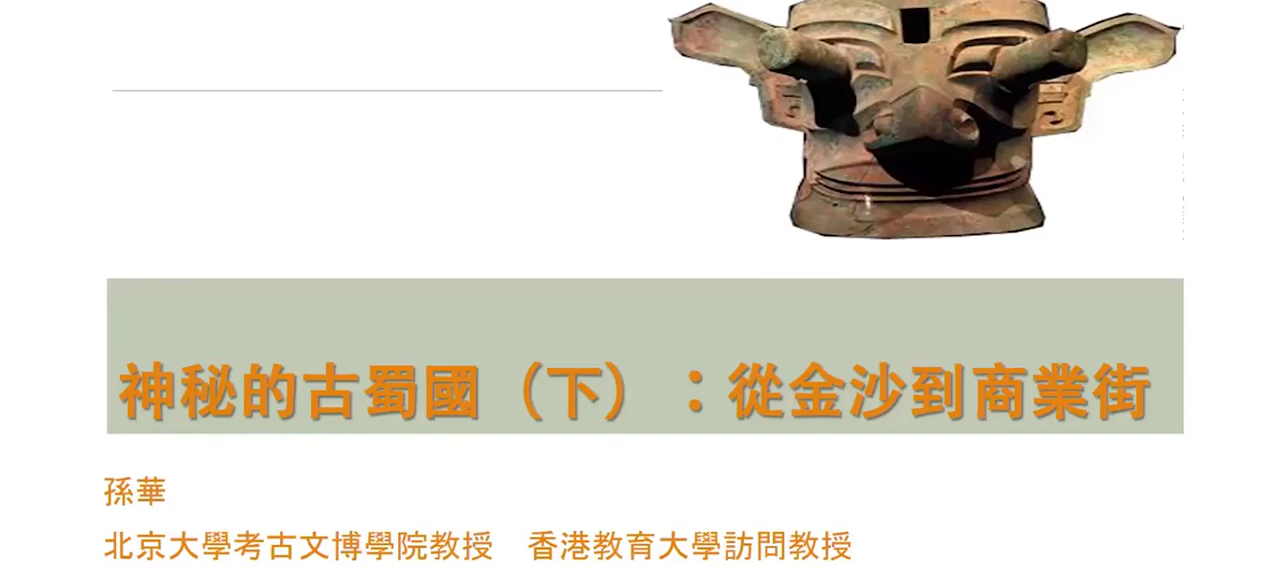 神秘的古蜀國（下）：從金沙到商業街
孫華
北京大學考古文博學院教授　香港教育大學訪問教授